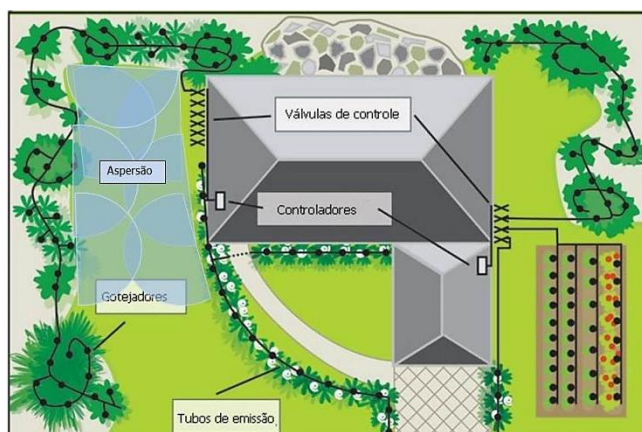 Válvulas de controle
Aspersão
Controladores
Gotejadores
Tubos de emissão